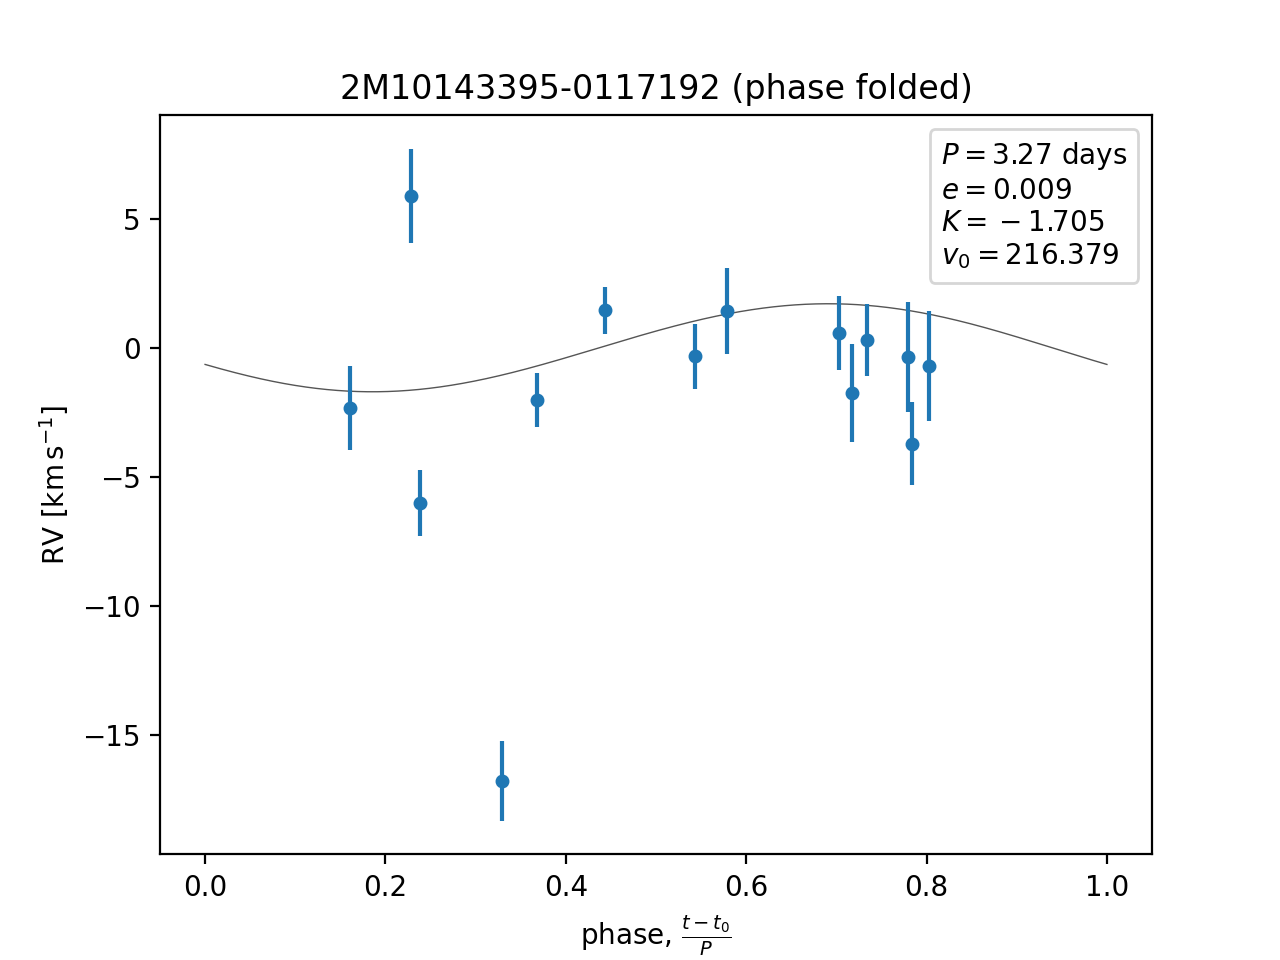 2M10143395-0117192 (phase folded)
P = 3.27 days
e = 0.009
K = −1.705
v₀ = 216.379
5
0
−5
−10
−15
RV [km s⁻¹]
0.0 0.2 0.4 0.6 0.8 1.0
phase, (t − t₀)/P